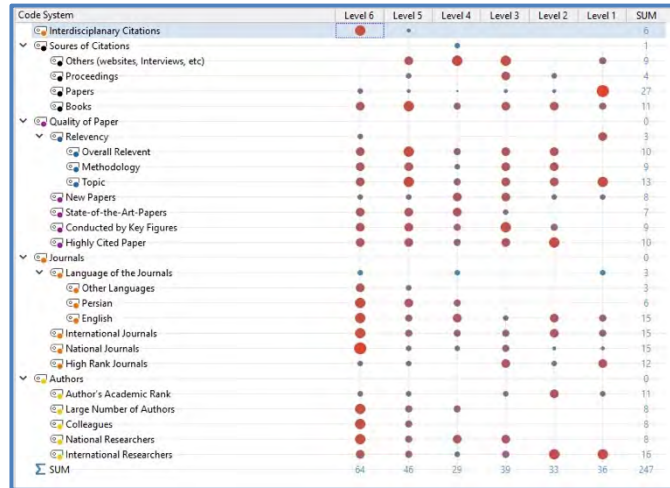 Code System Level 6 Level 5 Level 4 Level 3 Level 2 Level 1 SUM
Interdisciplinary Citations 6
Soures of Citations 1
Others (websites, Interviews, etc) 9
Proceedings 4
Papers 27
Books 11
Quality of Paper 0
Relevency 3
Overall Relevent 10
Methodology 9
Topic 13
New Papers 8
State-of-the-Art-Papers 7
Conducted by Key Figures 9
Highly Cited Paper 10
Journals 0
Language of the Journals 3
Other Languages 3
Persian 6
English 15
International Journals 15
National Journals 15
High Rank Journals 12
Authors 0
Author's Academic Rank 11
Large Number of Authors 8
Colleagues 8
National Researchers 8
International Researchers 16
Σ SUM 64 46 29 39 33 36 247